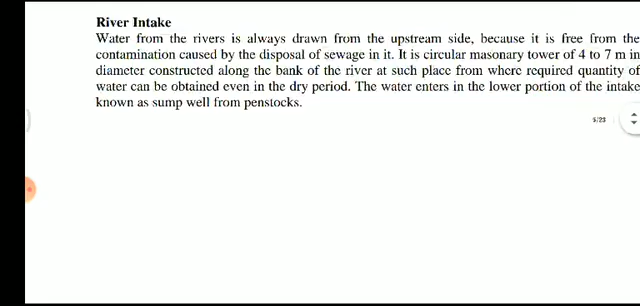 River Intake
Water from the rivers is always drawn from the upstream side, because it is free from the
contamination caused by the disposal of sewage in it. It is circular masonary tower of 4 to 7 m in
diameter constructed along the bank of the river at such place from where required quantity of
water can be obtained even in the dry period. The water enters in the lower portion of the intake
known as sump well from penstocks.
5/23